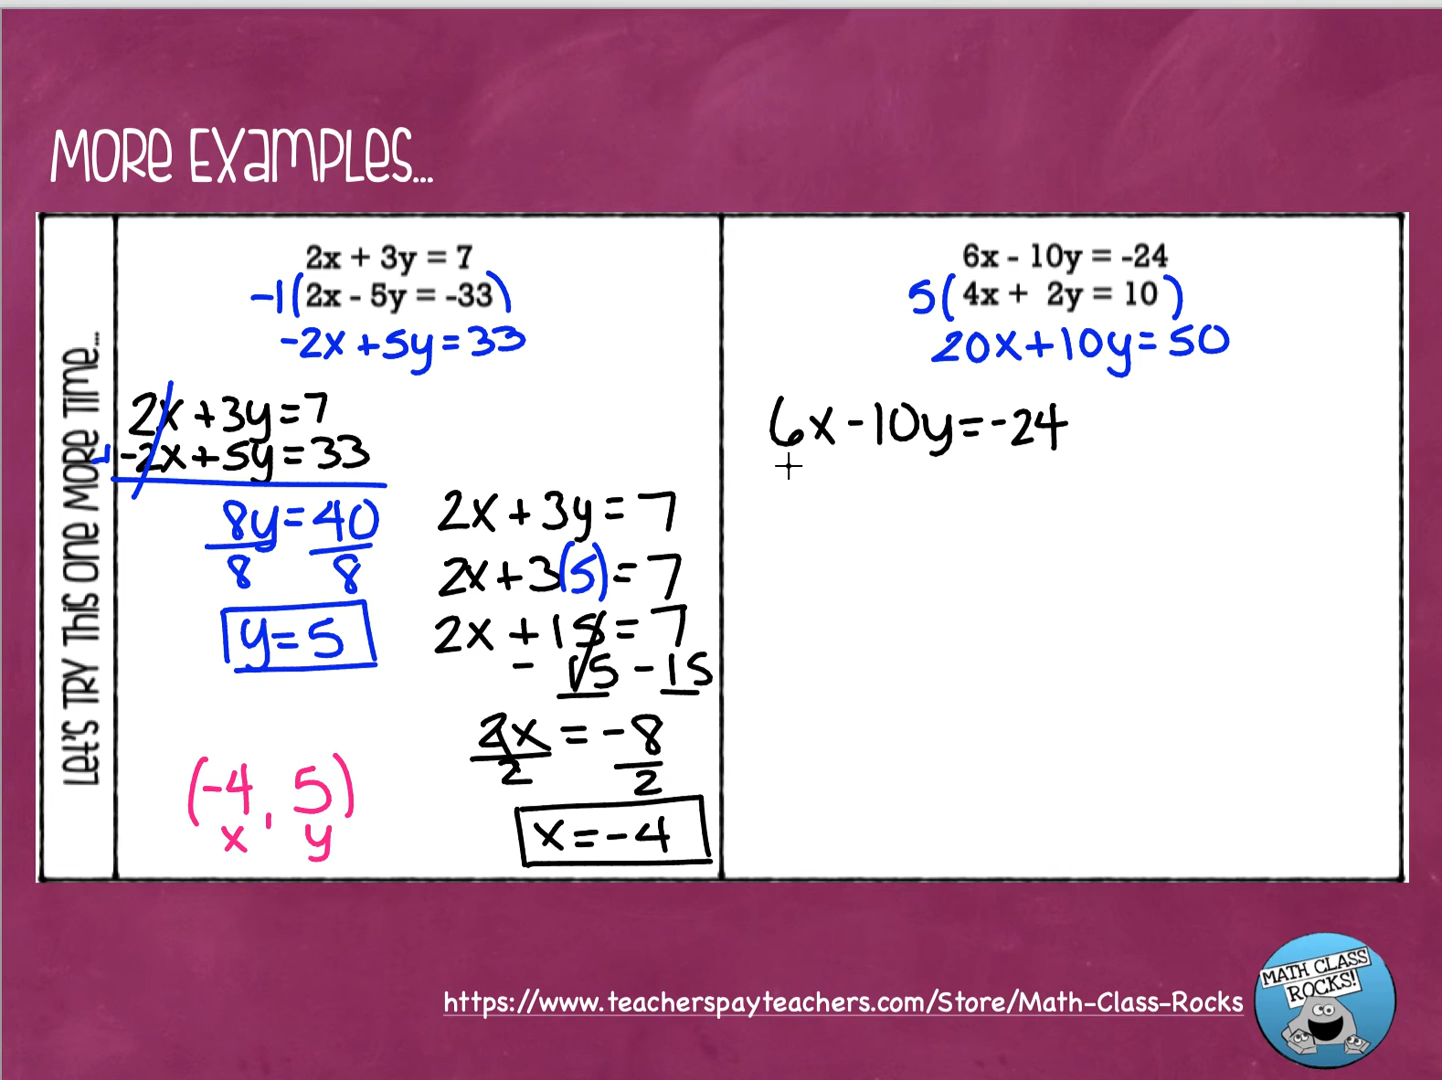 MORE EXAMPLES...
LET'S TRY THIS ONE MORE TIME...
2x + 3y = 7
-1(2x - 5y = -33)
-2x+5y=33
2x+3y=7
-2x+5y=33
8y=40
8 8
y=5
2x+3y=7
2x+3(5)=7
2x+15=7
-15 -15
2x=-8
2 2
x=-4
(-4, 5)
x y
6x - 10y = -24
5(4x + 2y = 10)
20x+10y=50
6x-10y=-24
https://www.teacherspayteachers.com/Store/Math-Class-Rocks
MATH CLASS
ROCKS!